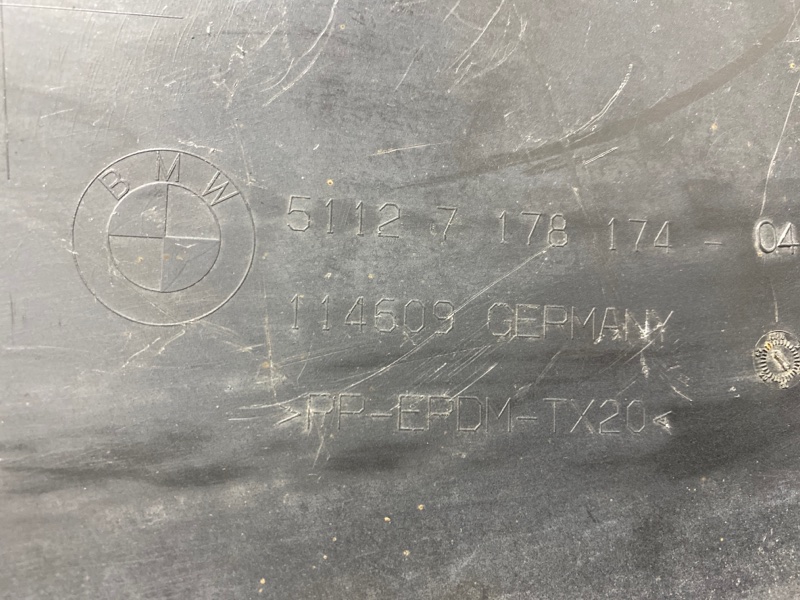 BMW
5112 7 178 174 - 04
114609 GERMANY
>PP-EPDM-TX20<